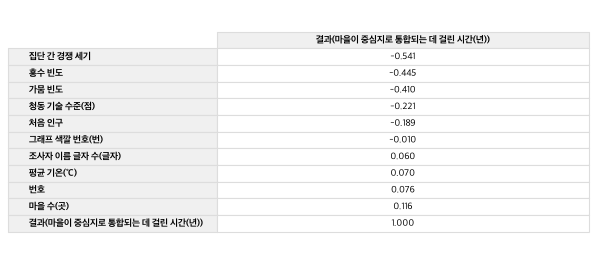 결과(마을이 중심지로 통합되는 데 걸린 시간(년))
집단 간 경쟁 세기 -0.541
홍수 빈도 -0.445
가뭄 빈도 -0.410
청동 기술 수준(점) -0.221
처음 인구 -0.189
그래프 색깔 번호(번) -0.010
조사자 이름 글자 수(글자) 0.060
평균 기온(℃) 0.070
번호 0.076
마을 수(곳) 0.116
결과(마을이 중심지로 통합되는 데 걸린 시간(년)) 1.000